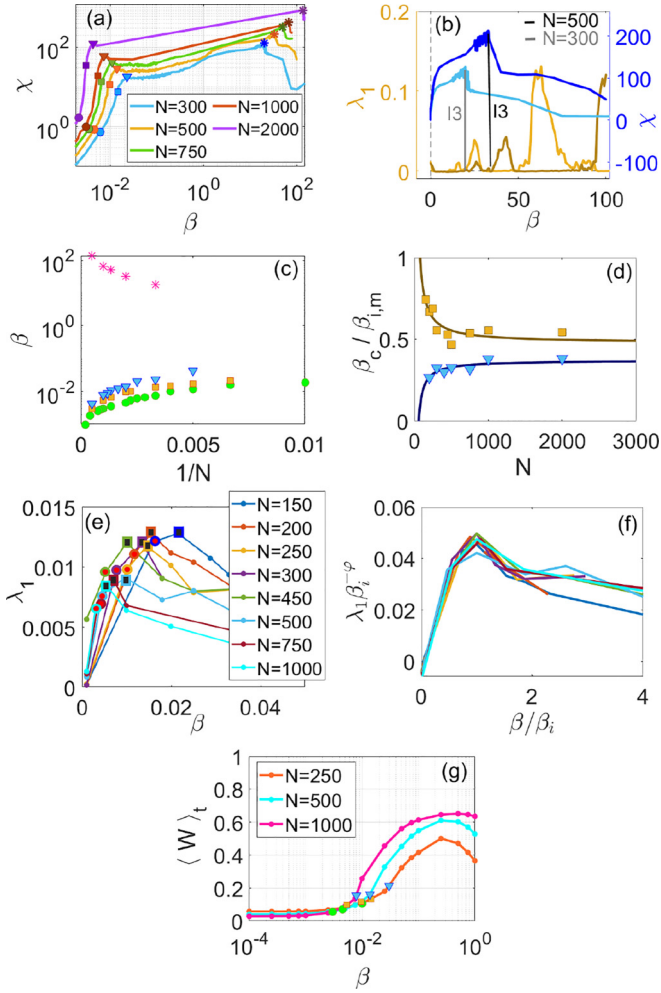 (a)
10²
10⁰
χ
N=300
N=500
N=750
N=1000
N=2000
10⁻²
10⁰
10²
β
(b)
N=500
N=300
0.2
0.1
0
λ₁
I3
I3
200
100
0
-100
χ
0
50
100
β
(c)
10²
10⁰
10⁻²
β
0
0.005
0.01
1/N
(d)
1
0.5
0
β_c / β_i,m
0
1000
2000
3000
N
(e)
0.015
0.01
0.005
0
λ₁
N=150
N=200
N=250
N=300
N=450
N=500
N=750
N=1000
0
0.02
0.04
β
(f)
0.06
0.04
0.02
0
λ₁β_i^-φ
0
2
4
β/β_i
(g)
1
0.8
0.6
0.4
0.2
0
⟨ W ⟩_t
N=250
N=500
N=1000
10⁻⁴
10⁻²
10⁰
β